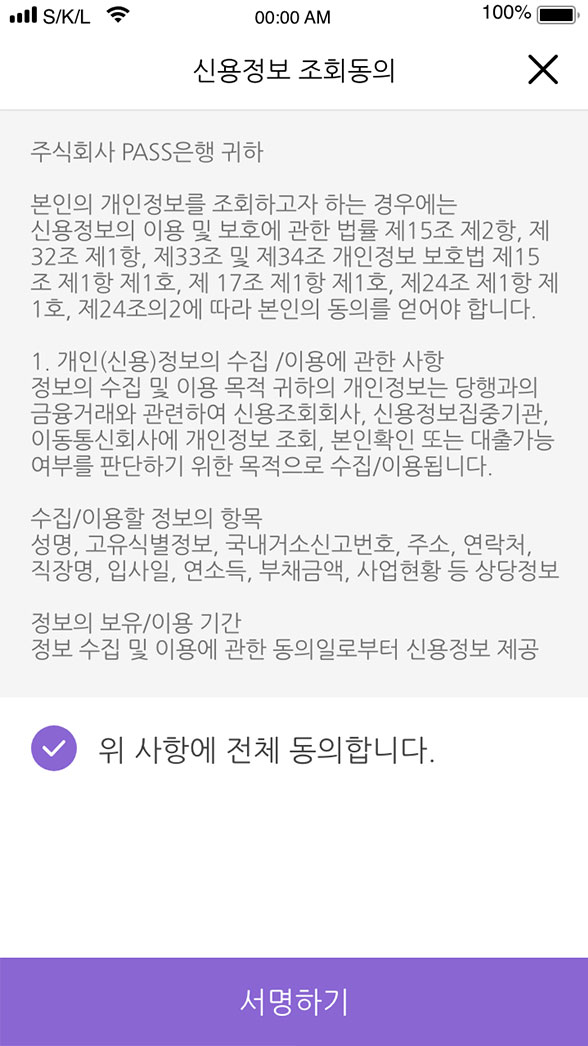 S/K/L 00:00 AM 100%
신용정보 조회동의
주식회사 PASS은행 귀하
본인의 개인정보를 조회하고자 하는 경우에는
신용정보의 이용 및 보호에 관한 법률 제15조 제2항, 제
32조 제1항, 제33조 및 제34조 개인정보 보호법 제15
조 제1항 제1호, 제 17조 제1항 제1호, 제24조 제1항 제
1호, 제24조의2에 따라 본인의 동의를 얻어야 합니다.
1. 개인(신용)정보의 수집 /이용에 관한 사항
정보의 수집 및 이용 목적 귀하의 개인정보는 당행과의
금융거래와 관련하여 신용조회회사, 신용정보집중기관,
이동통신회사에 개인정보 조회, 본인확인 또는 대출가능
여부를 판단하기 위한 목적으로 수집/이용됩니다.
수집/이용할 정보의 항목
성명, 고유식별정보, 국내거소신고번호, 주소, 연락처,
직장명, 입사일, 연소득, 부채금액, 사업현황 등 상당정보
정보의 보유/이용 기간
정보 수집 및 이용에 관한 동의일로부터 신용정보 제공
위 사항에 전체 동의합니다.
서명하기